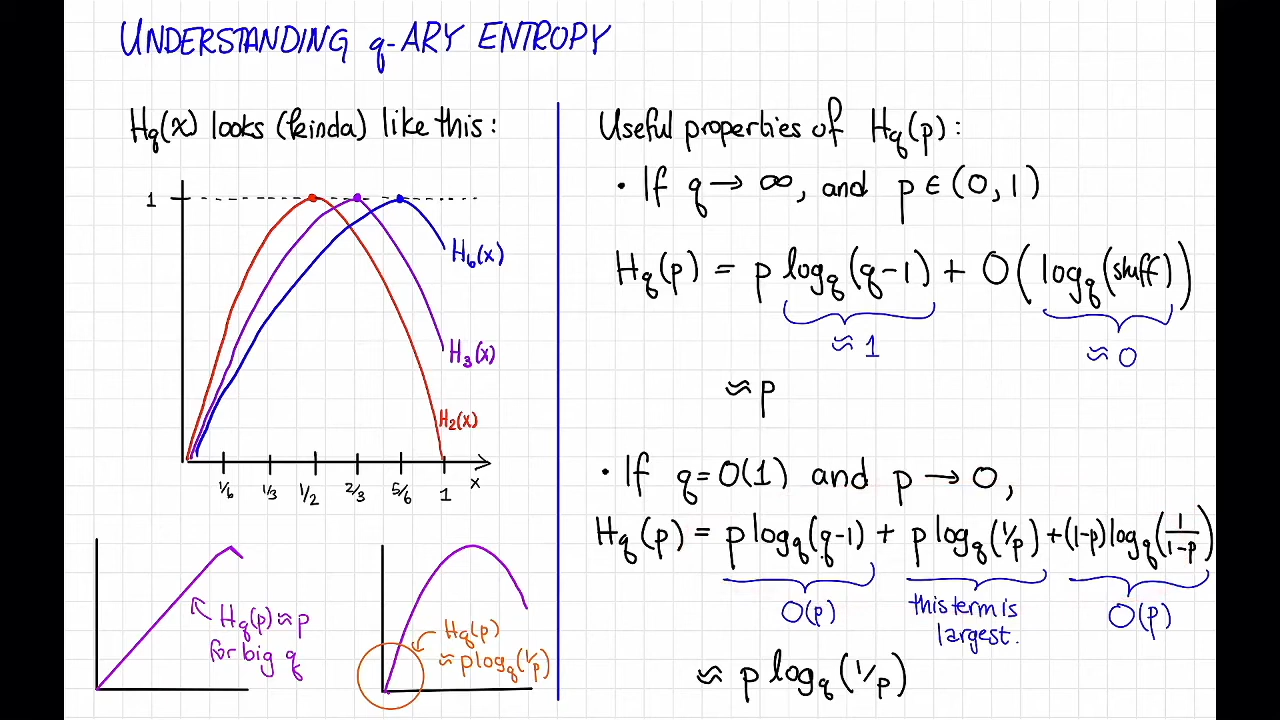 UNDERSTANDING q-ARY ENTROPY
Hq(x) looks (kinda) like this:
1
H6(x)
H3(x)
H2(x)
1/6 1/3 1/2 2/3 5/6 1 x
Hq(p) ≈ p
for big q
Hq(p)
≈ p logq(1/p)
Useful properties of Hq(p):
• If q → ∞, and p ∈ (0, 1)
Hq(p) = p logq(q-1) + O(logq(stuff))
≈ 1 ≈ 0
≈ p
• If q = O(1) and p → 0,
Hq(p) = p logq(q-1) + p logq(1/p) + (1-p) logq(1/1-p)
O(p) this term is largest. O(p)
≈ p logq(1/p)